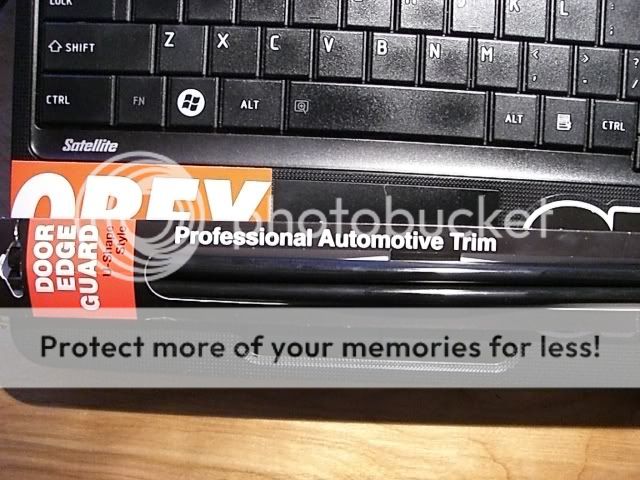 LOCK
SHIFT Z X C V B N M < , > .
CTRL FN ALT ALT CTRL
Satellite
OBEY
photobucket
Professional Automotive Trim
DOOR
EDGE
GUARD
U-Shape
Style
Protect more of your memories for less!